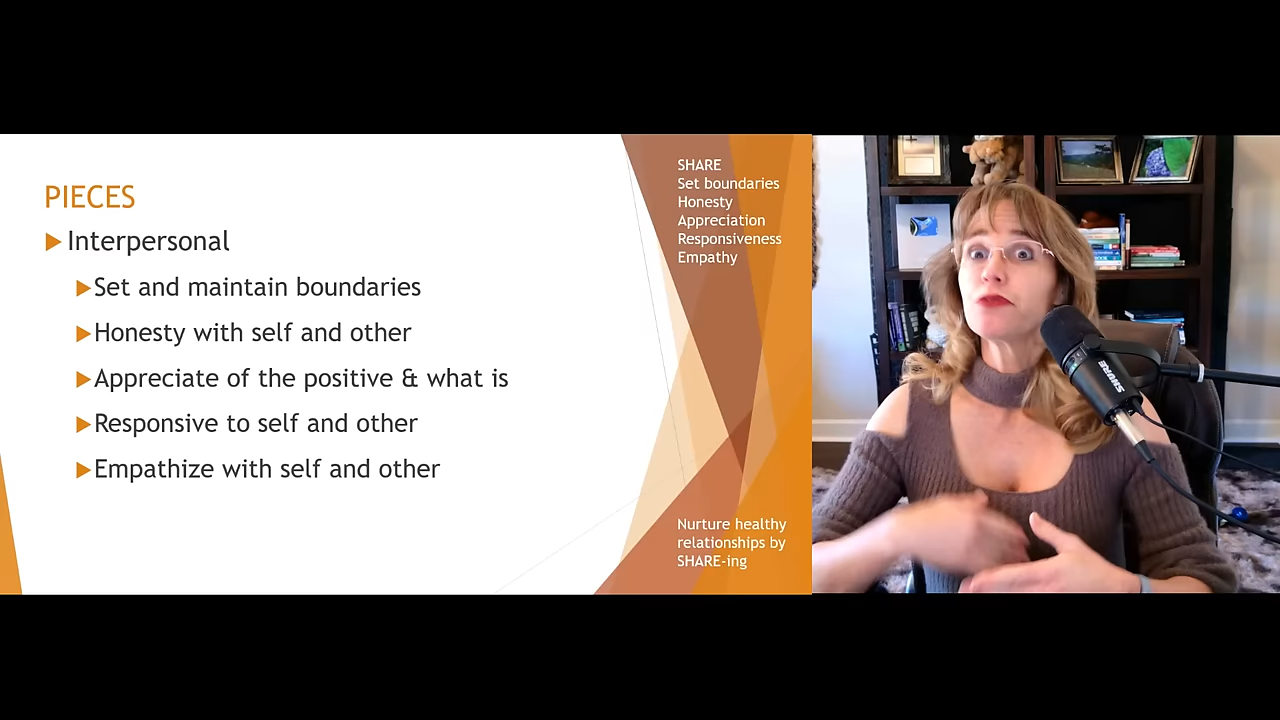 PIECES
Interpersonal
Set and maintain boundaries
Honesty with self and other
Appreciate of the positive & what is
Responsive to self and other
Empathize with self and other
SHARE
Set boundaries
Honesty
Appreciation
Responsiveness
Empathy
Nurture healthy
relationships by
SHARE-ing
SHURE